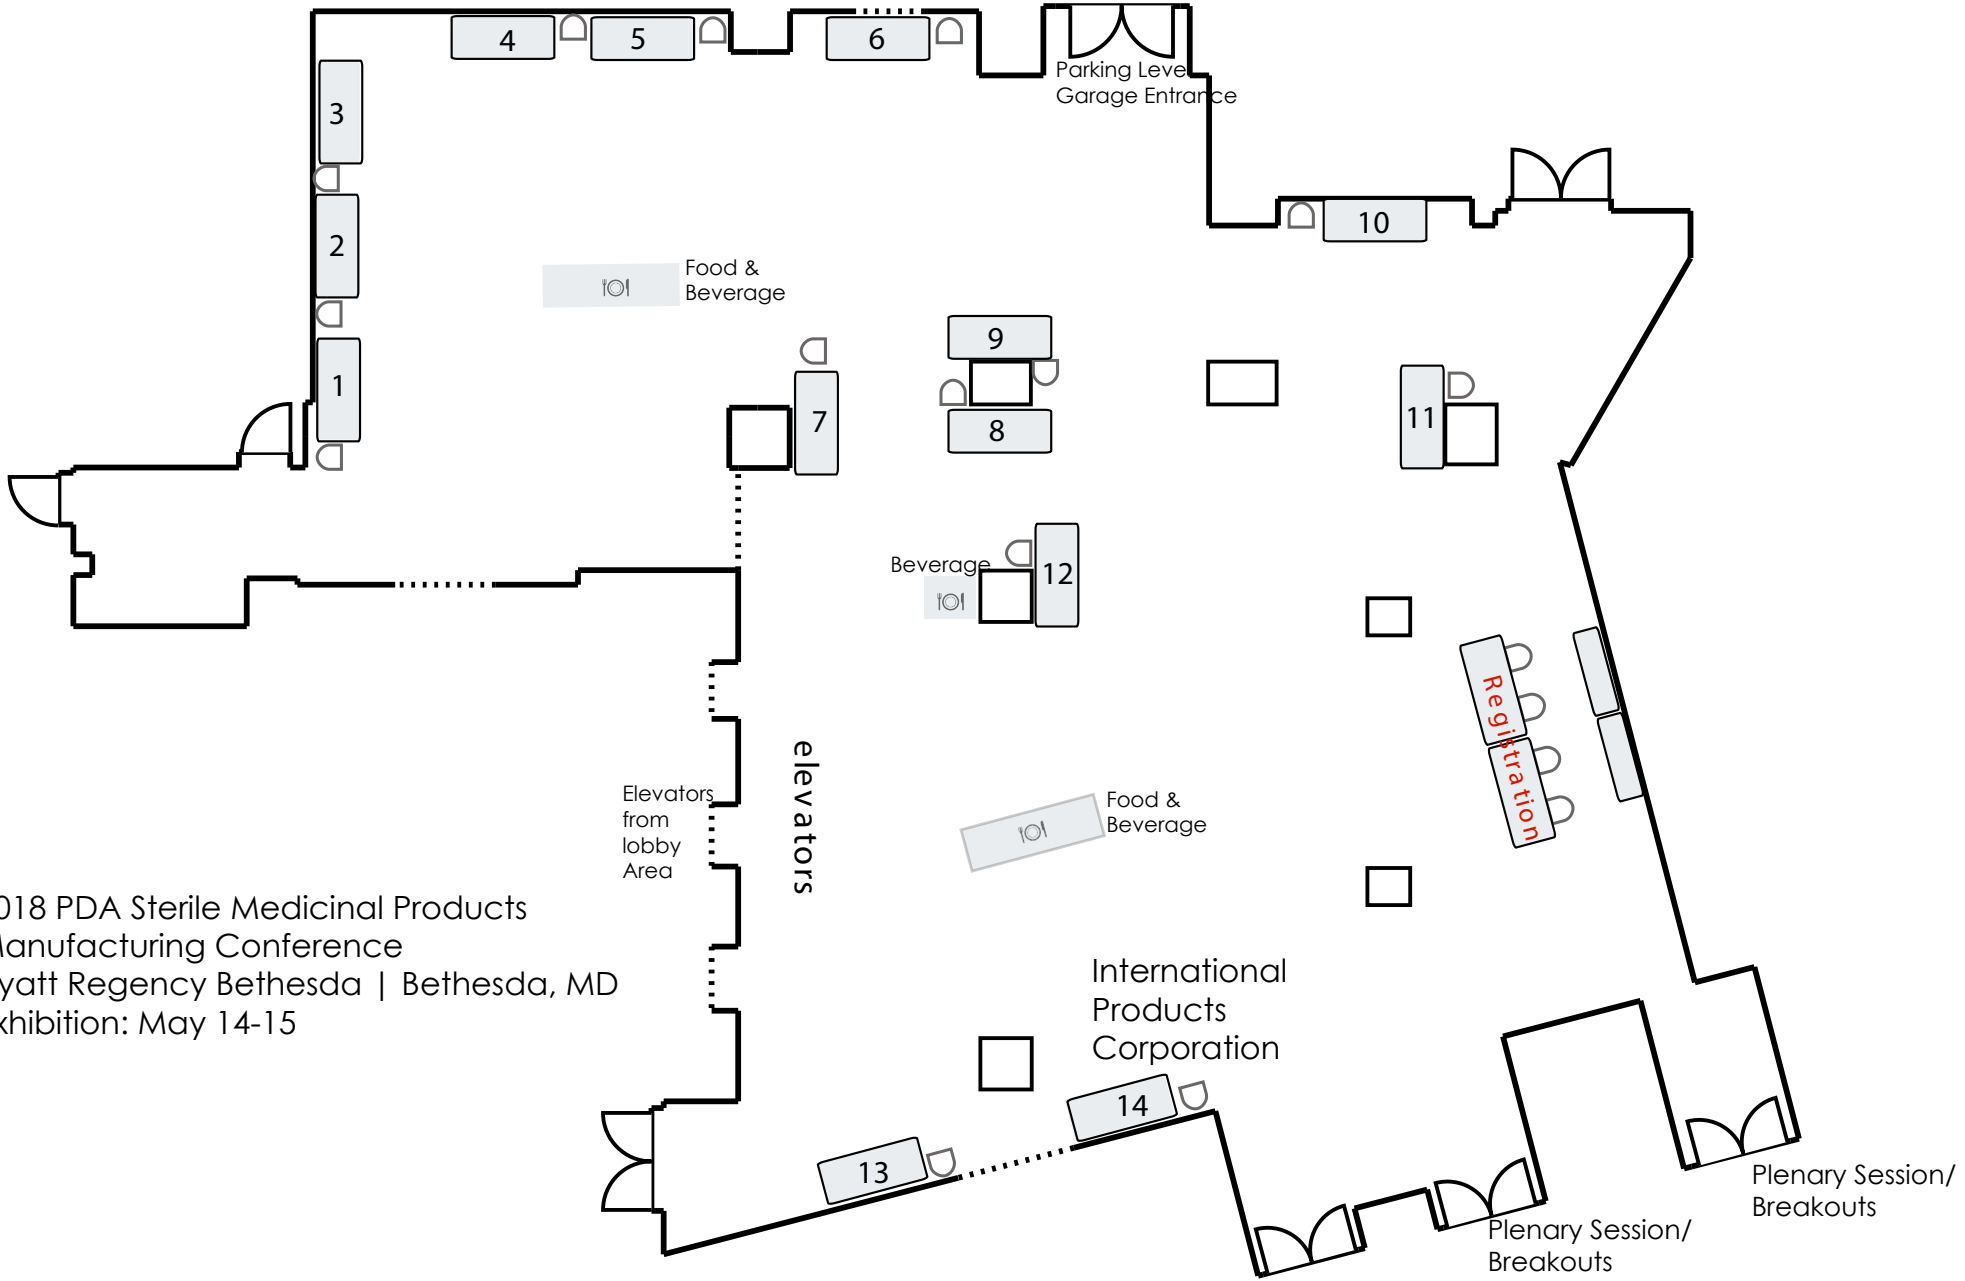 4
5
6
Parking Level
Garage Entrance
3
10
2
Food &
Beverage
9
1
7
8
11
Beverage
12
Registration
elevators
Elevators
from
lobby
Area
Food &
Beverage
018 PDA Sterile Medicinal Products
Manufacturing Conference
yatt Regency Bethesda | Bethesda, MD
xhibition: May 14-15
International
Products
Corporation
14
13
Plenary Session/
Breakouts
Plenary Session/
Breakouts